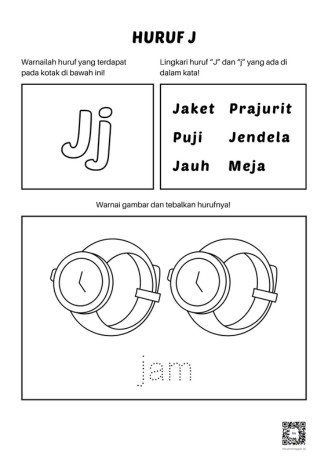 HURUF J
Warnailah huruf yang terdapat
pada kotak di bawah ini!
Lingkari huruf "J" dan "j" yang ada di
dalam kata!
Jj
Jaket Prajurit
Puji Jendela
Jauh Meja
Warnai gambar dan tebalkan hurufnya!
jam